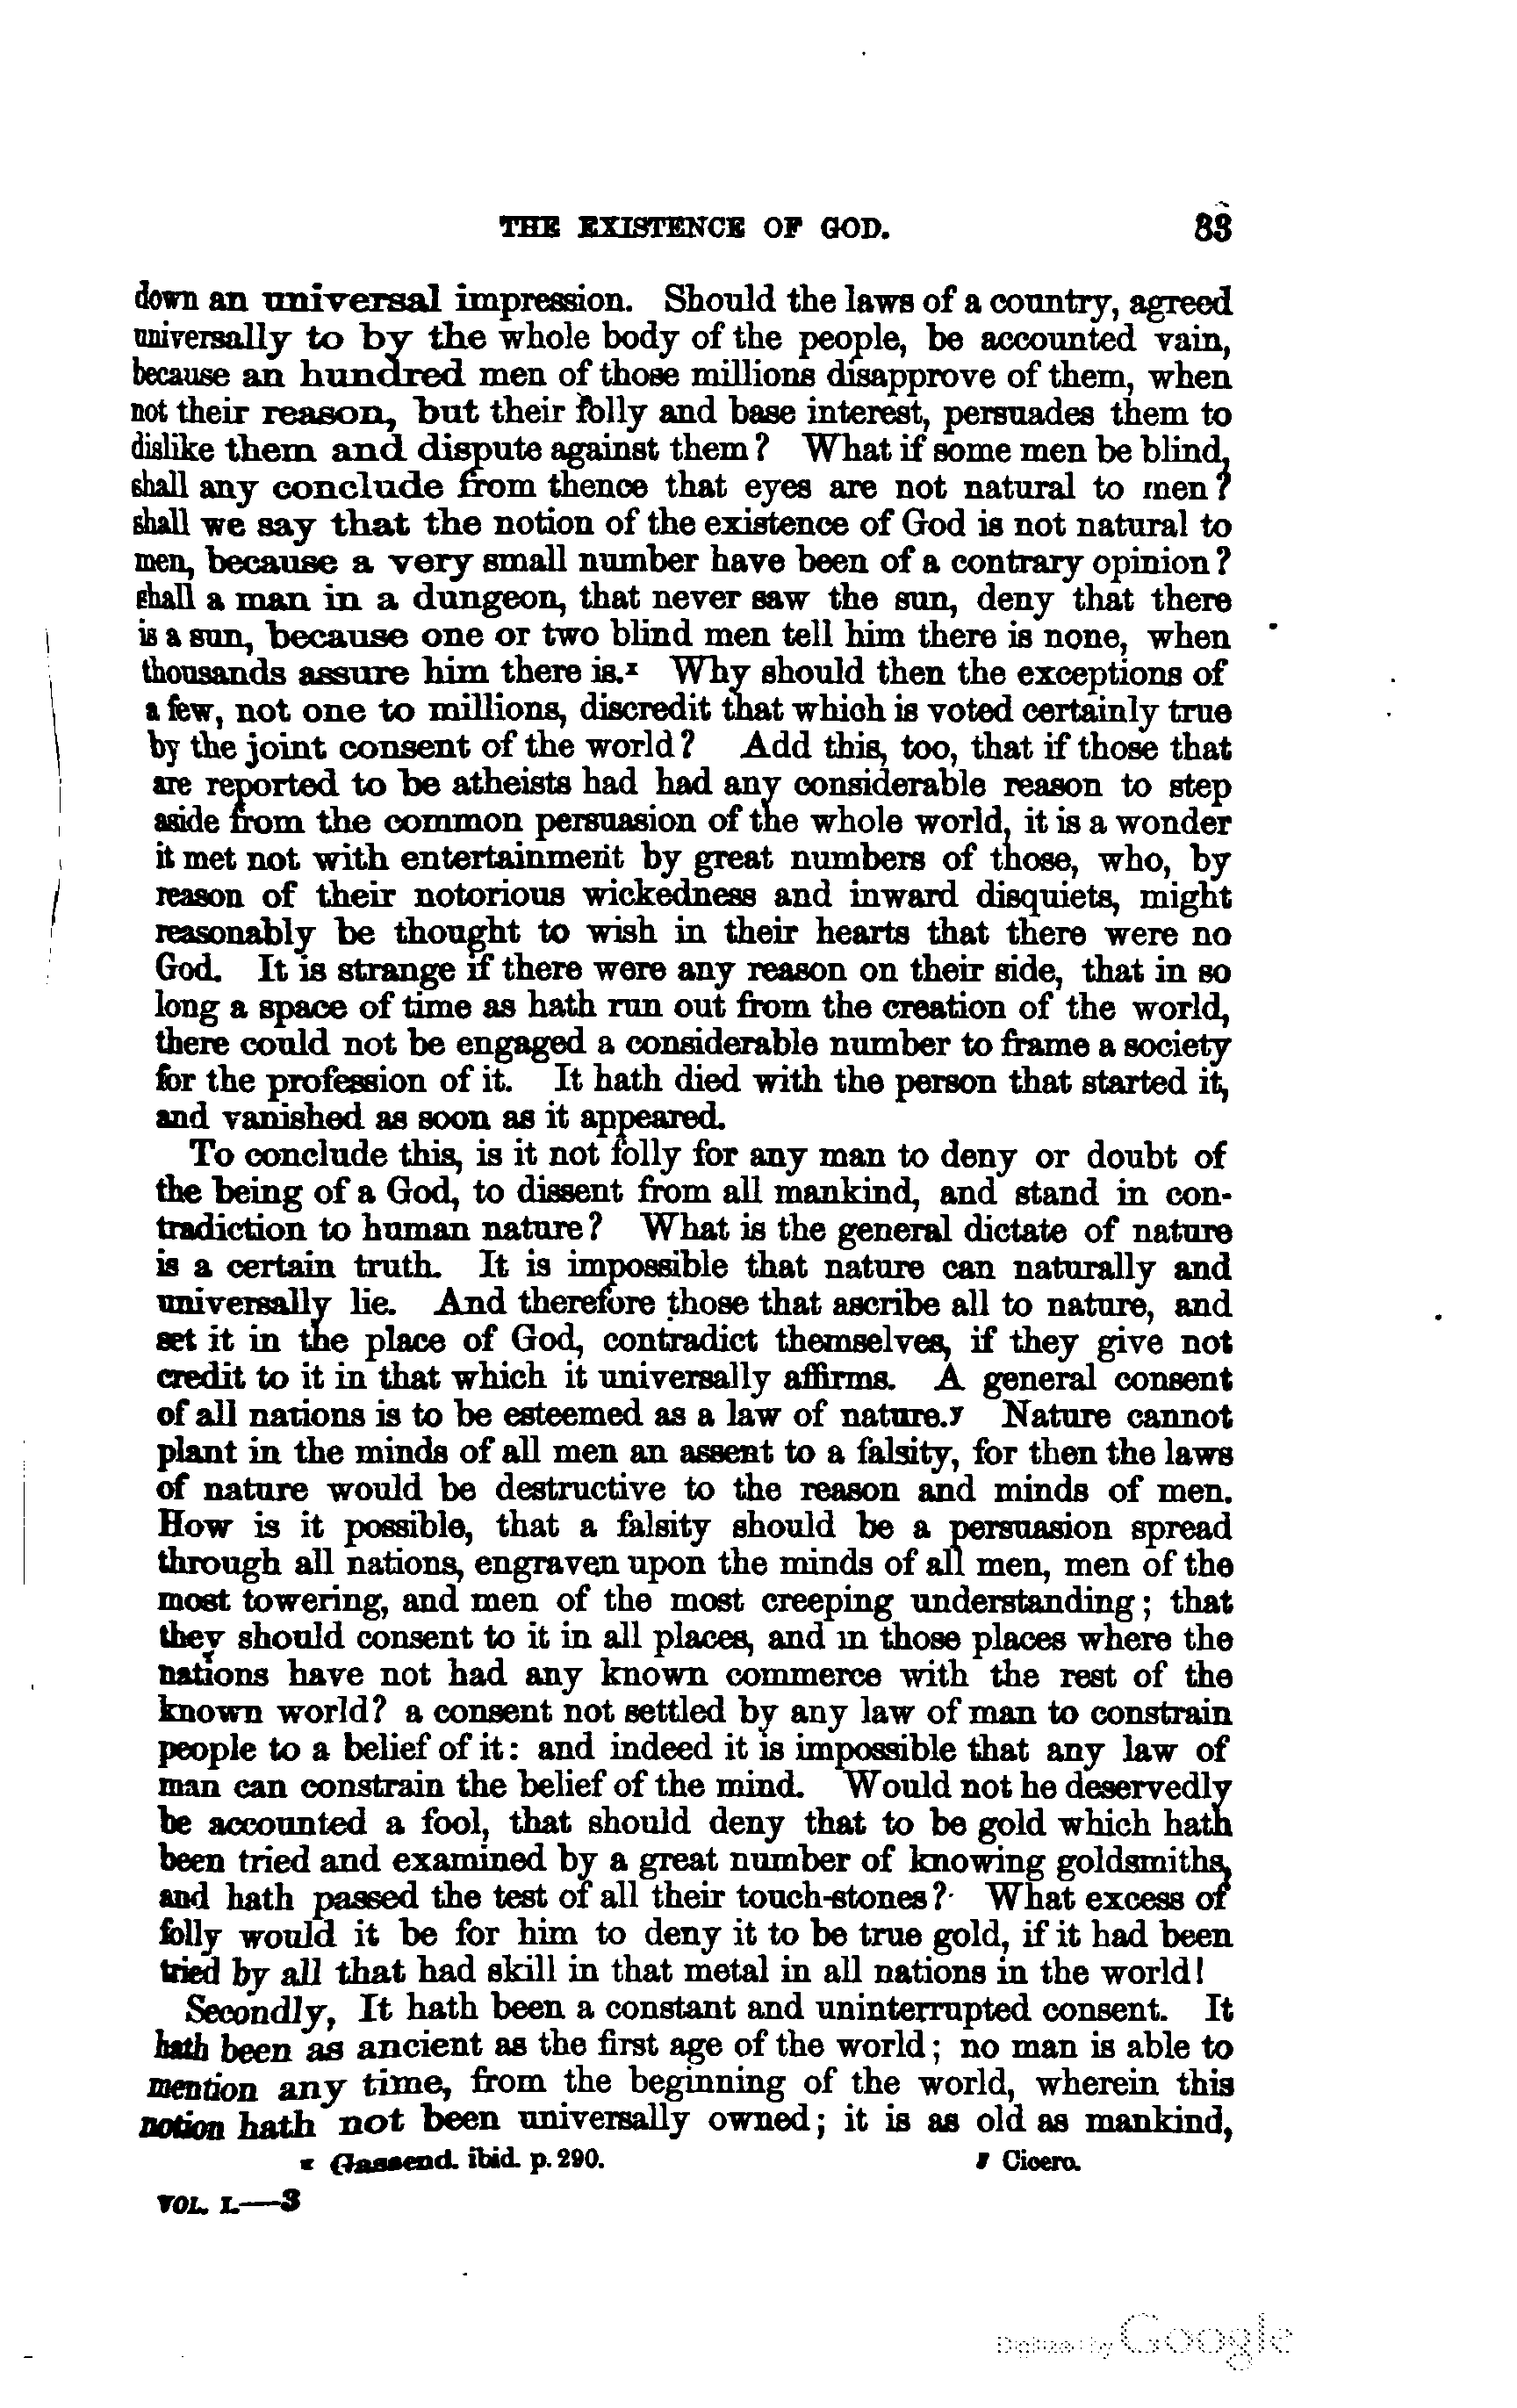 THE EXISTENCE OF GOD. 33
down an universal impression. Should the laws of a country, agreed
universally to by the whole body of the people, be accounted vain,
because an hundred men of those millions disapprove of them, when
not their reason, but their folly and base interest, persuades them to
dislike them and dispute against them? What if some men be blind,
shall any conclude from thence that eyes are not natural to men?
shall we say that the notion of the existence of God is not natural to
men, because a very small number have been of a contrary opinion?
shall a man in a dungeon, that never saw the sun, deny that there
is a sun, because one or two blind men tell him there is none, when
thousands assure him there is.x Why should then the exceptions of
a few, not one to millions, discredit that which is voted certainly true
by the joint consent of the world? Add this, too, that if those that
are reported to be atheists had had any considerable reason to step
aside from the common persuasion of the whole world, it is a wonder
it met not with entertainment by great numbers of those, who, by
reason of their notorious wickedness and inward disquiets, might
reasonably be thought to wish in their hearts that there were no
God. It is strange if there were any reason on their side, that in so
long a space of time as hath run out from the creation of the world,
there could not be engaged a considerable number to frame a society
for the profession of it. It hath died with the person that started it,
and vanished as soon as it appeared.
To conclude this, is it not folly for any man to deny or doubt of
the being of a God, to dissent from all mankind, and stand in con-
tradiction to human nature? What is the general dictate of nature
is a certain truth. It is impossible that nature can naturally and
universally lie. And therefore those that ascribe all to nature, and
set it in the place of God, contradict themselves, if they give not
credit to it in that which it universally affirms. A general consent
of all nations is to be esteemed as a law of nature.y Nature cannot
plant in the minds of all men an assent to a falsity, for then the laws
of nature would be destructive to the reason and minds of men.
How is it possible, that a falsity should be a persuasion spread
through all nations, engraven upon the minds of all men, men of the
most towering, and men of the most creeping understanding; that
they should consent to it in all places, and in those places where the
nations have not had any known commerce with the rest of the
known world? a consent not settled by any law of man to constrain
people to a belief of it: and indeed it is impossible that any law of
man can constrain the belief of the mind. Would not he deservedly
be accounted a fool, that should deny that to be gold which hath
been tried and examined by a great number of knowing goldsmiths,
and hath passed the test of all their touch-stones? What excess of
folly would it be for him to deny it to be true gold, if it had been
tried by all that had skill in that metal in all nations in the world!
Secondly, It hath been a constant and uninterrupted consent. It
hath been as ancient as the first age of the world; no man is able to
mention any time, from the beginning of the world, wherein this
notion hath not been universally owned; it is as old as mankind,
x Gassend. ibid. p. 290. y Cicero.
VOL. I.—3
Digitized by Google